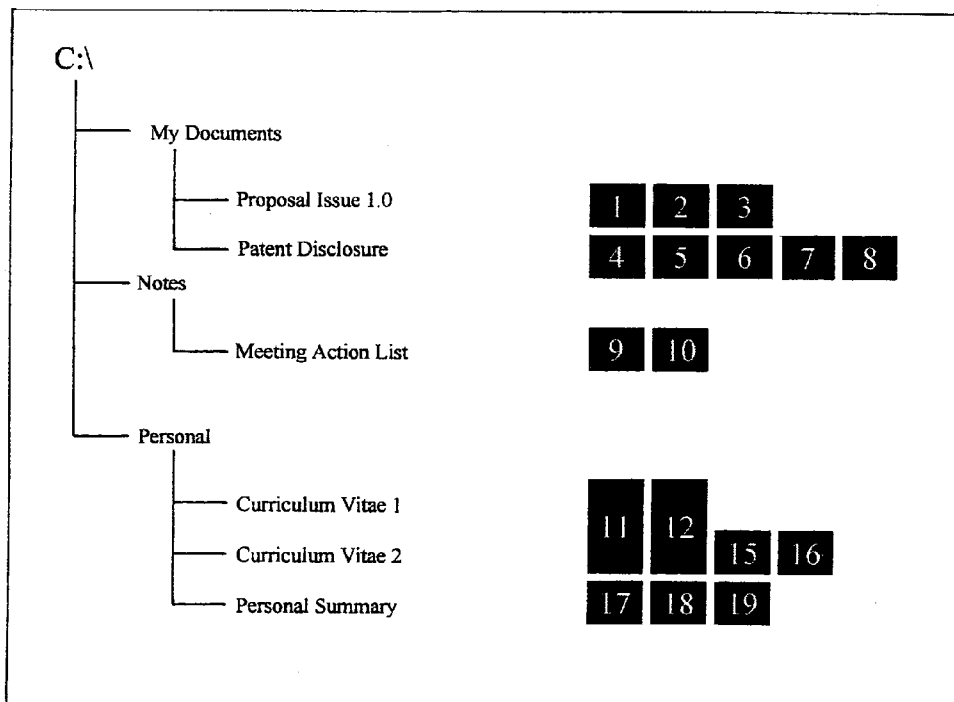 C:\
My Documents
Proposal Issue 1.0 1 2 3
Patent Disclosure 4 5 6 7 8
Notes
Meeting Action List 9 10
Personal
Curriculum Vitae 1 11 12
Curriculum Vitae 2 15 16
Personal Summary 17 18 19